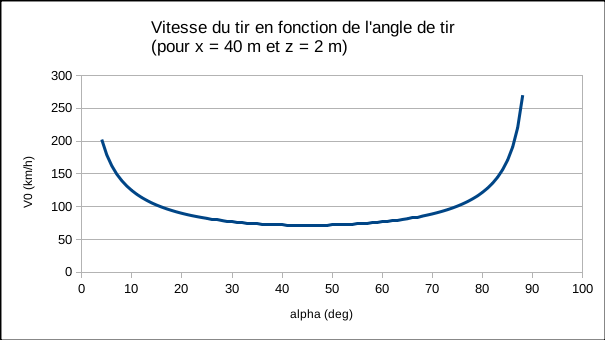 Vitesse du tir en fonction de l'angle de tir
(pour x = 40 m et z = 2 m)
300
250
200
150
100
50
0
V0 (km/h)
0 10 20 30 40 50 60 70 80 90 100
alpha (deg)